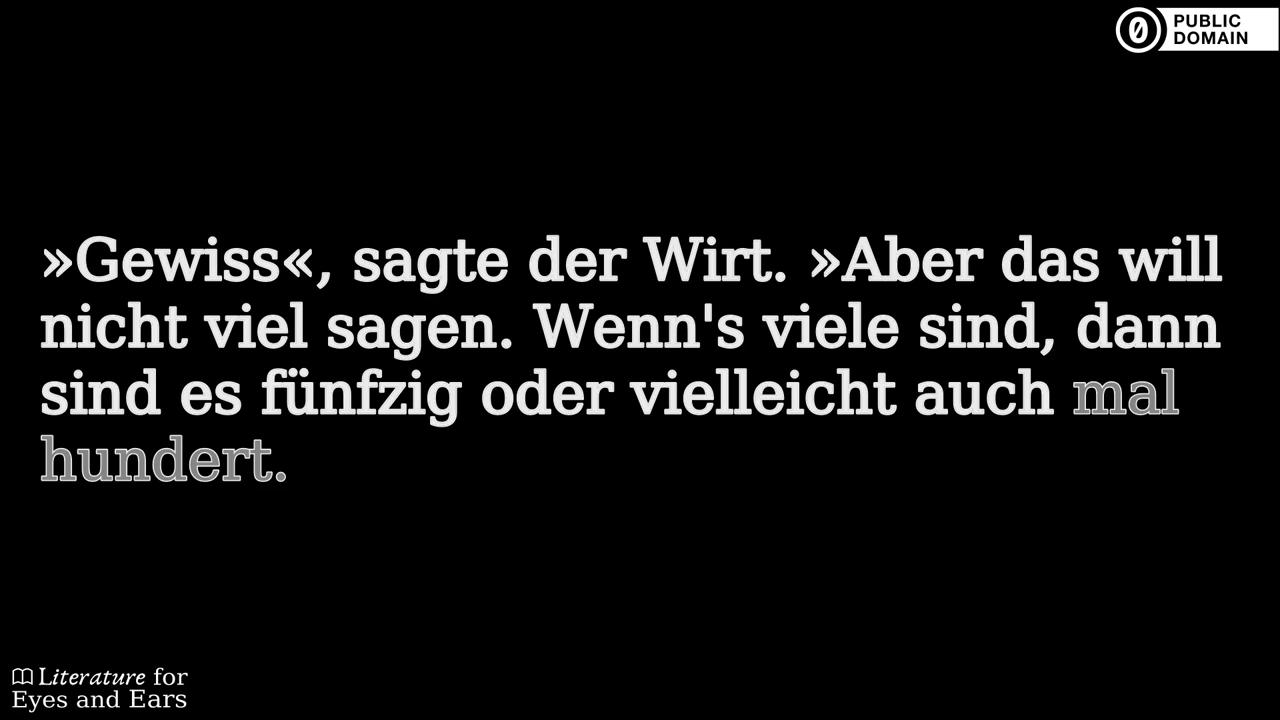 PUBLIC
DOMAIN
»Gewiss«, sagte der Wirt. »Aber das will
nicht viel sagen. Wenn's viele sind, dann
sind es fünfzig oder vielleicht auch mal
hundert.
Literature for
Eyes and Ears